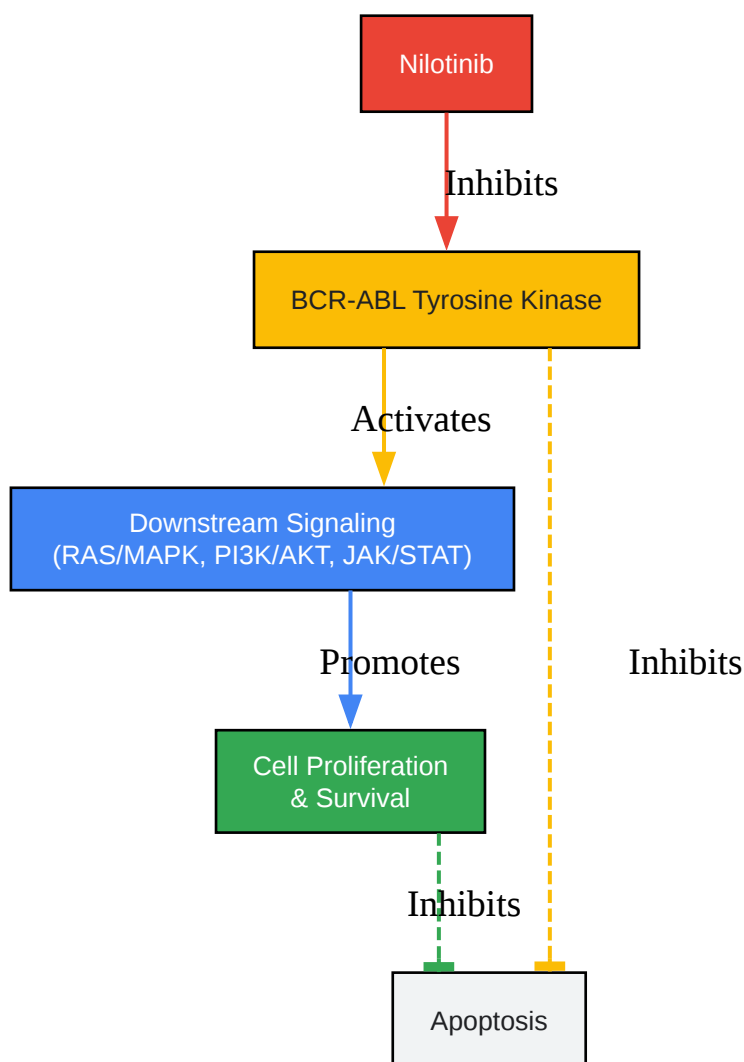 Nilotinib
Inhibits
BCR-ABL Tyrosine Kinase
Activates
Downstream Signaling
(RAS/MAPK, PI3K/AKT, JAK/STAT)
Promotes
Inhibits
Cell Proliferation
& Survival
Inhibits
Apoptosis